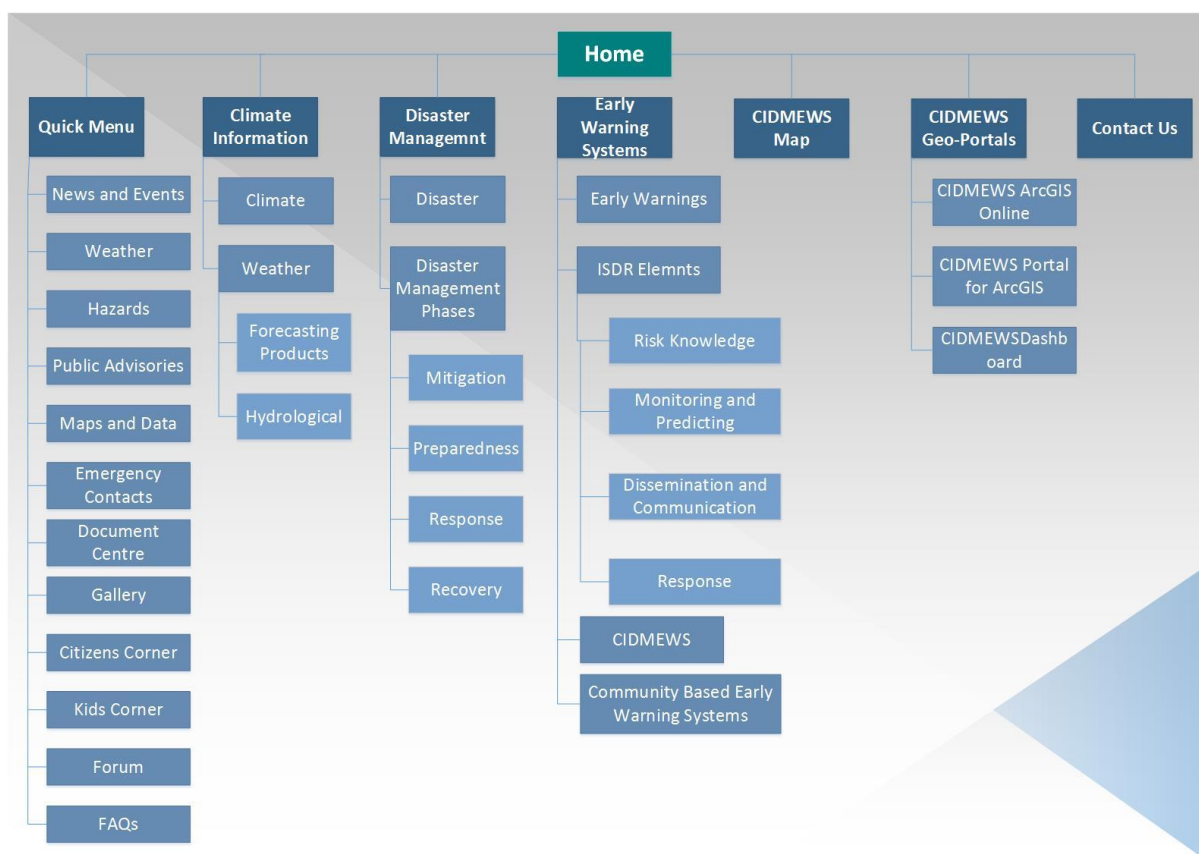 Home
Quick Menu
Climate
Information
Disaster
Managemnt
Early
Warning
Systems
CIDMEWS
Map
CIDMEWS
Geo-Portals
Contact Us
News and Events
Weather
Hazards
Public Advisories
Maps and Data
Emergency
Contacts
Document
Centre
Gallery
Citizens Corner
Kids Corner
Forum
FAQs
Climate
Weather
Forecasting
Products
Hydrological
Disaster
Disaster
Management
Phases
Mitigation
Preparedness
Response
Recovery
Early Warnings
ISDR Elemnts
Risk Knowledge
Monitoring and
Predicting
Dissemination and
Communication
Response
CIDMEWS
Community Based Early
Warning Systems
CIDMEWS ArcGIS
Online
CIDMEWS Portal
for ArcGIS
CIDMEWSDashb
oard